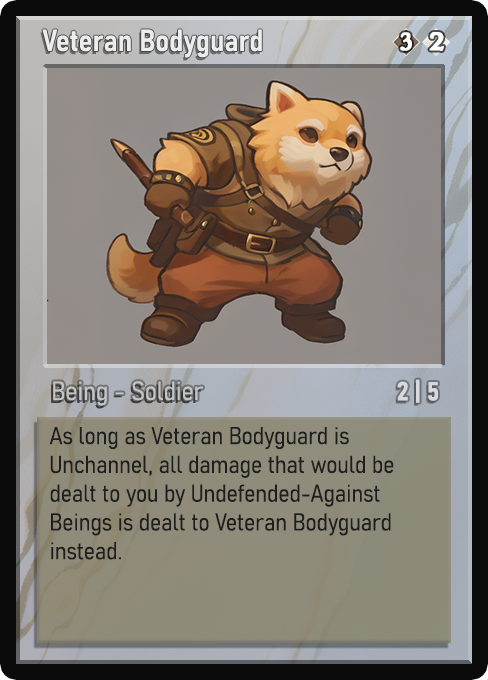 Veteran Bodyguard 3 2
Being - Soldier 2|5
As long as Veteran Bodyguard is
Unchannel, all damage that would be
dealt to you by Undefended-Against
Beings is dealt to Veteran Bodyguard
instead.